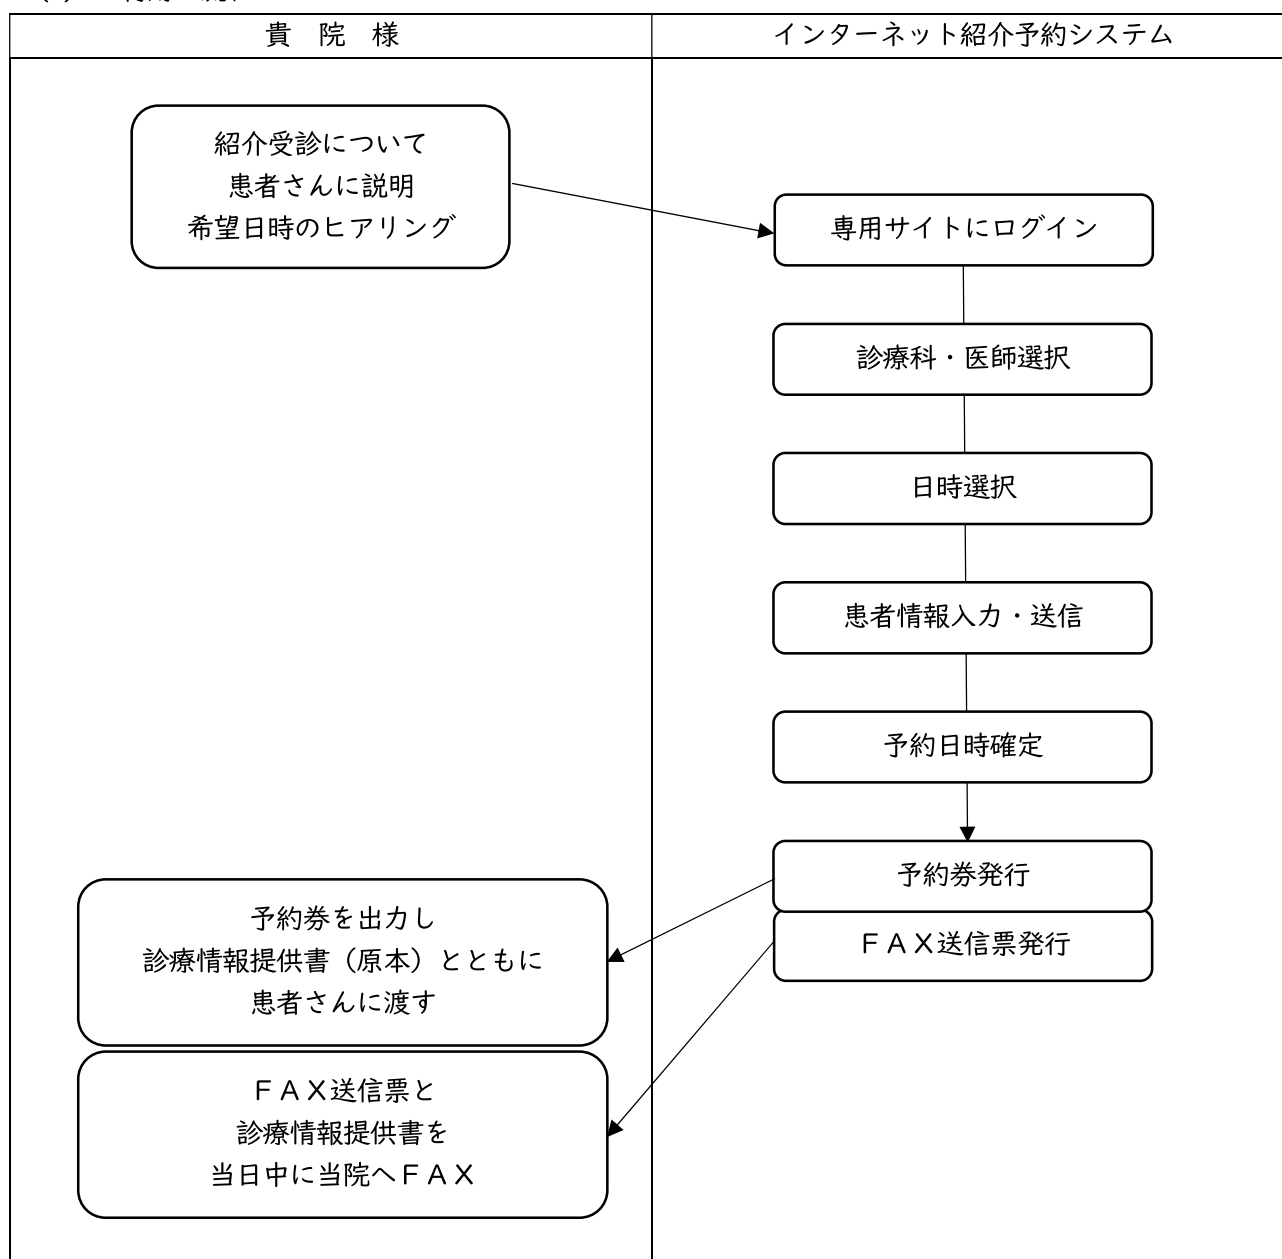 貴　院　様
インターネット紹介予約システム
紹介受診について
患者さんに説明
希望日時のヒアリング
専用サイトにログイン
診療科・医師選択
日時選択
患者情報入力・送信
予約日時確定
予約券発行
ＦＡＸ送信票発行
予約券を出力し
診療情報提供書（原本）とともに
患者さんに渡す
ＦＡＸ送信票と
診療情報提供書を
当日中に当院へＦＡＸ